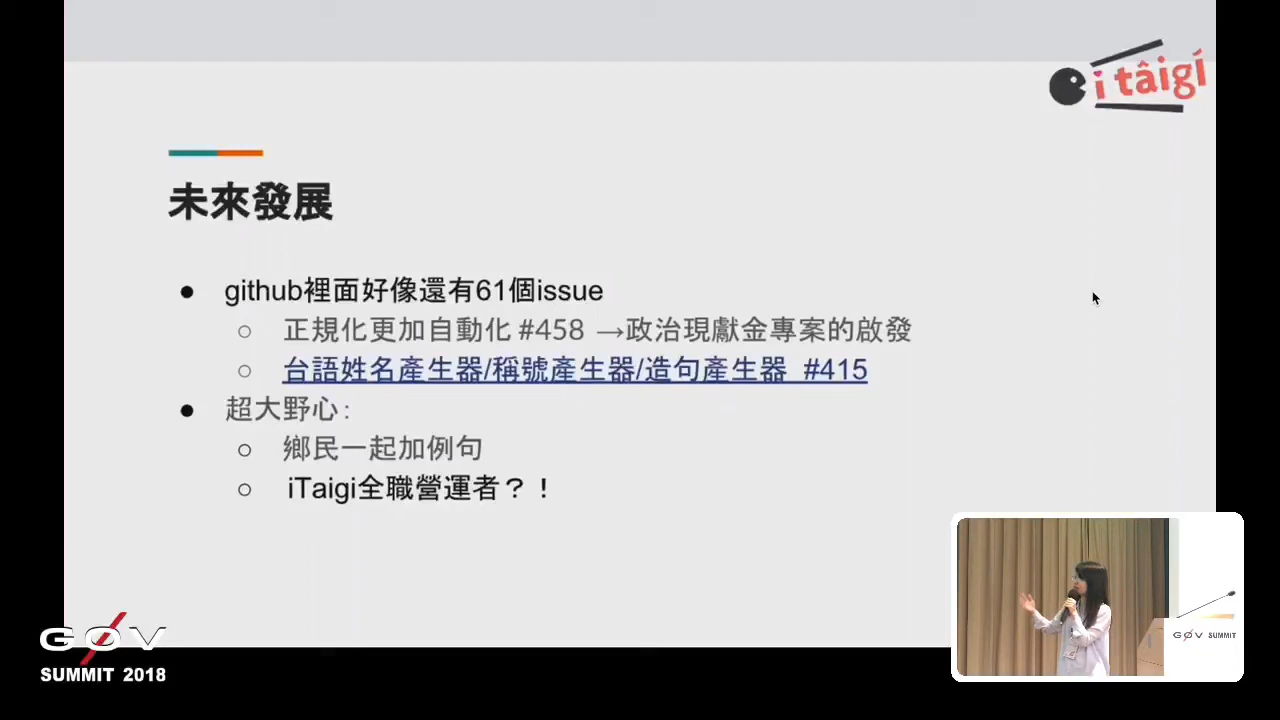 i tâigí
未來發展
github裡面好像還有61個issue
正規化更加自動化 #458 →政治現獻金專案的啟發
台語姓名產生器/稱號產生器/造句產生器 #415
超大野心:
鄉民一起加例句
iTaigi全職營運者？！
GØV
SUMMIT 2018
GØV SUMMIT